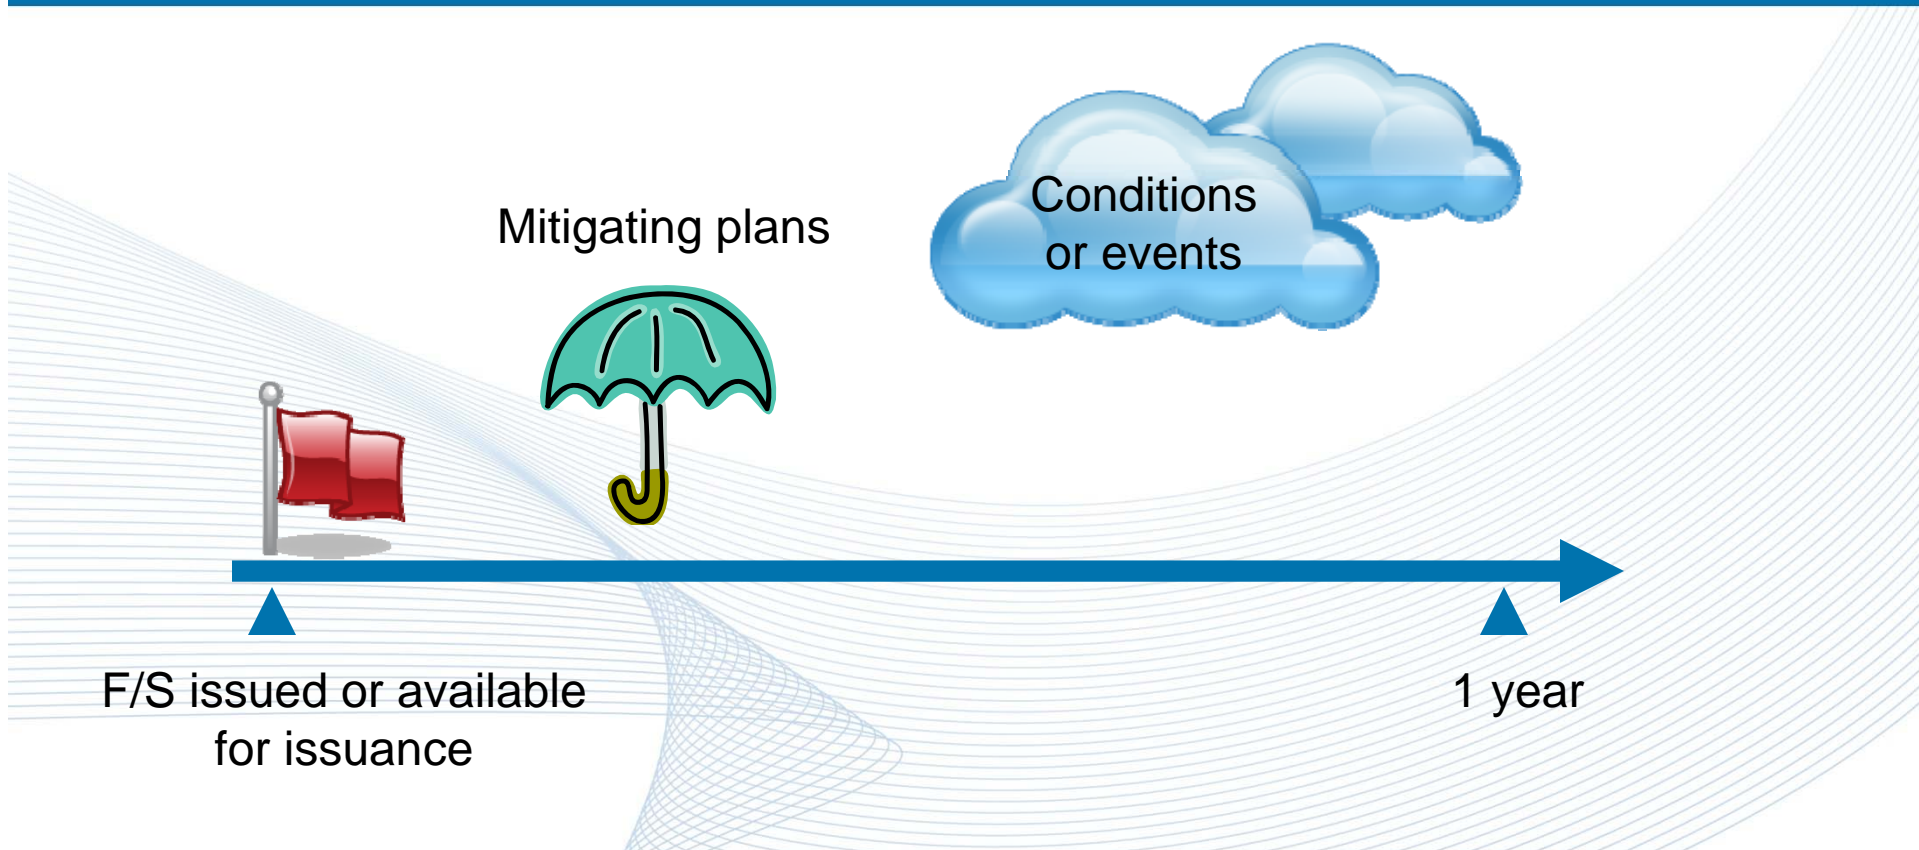 Mitigating plans
Conditions
or events
F/S issued or available
for issuance
1 year